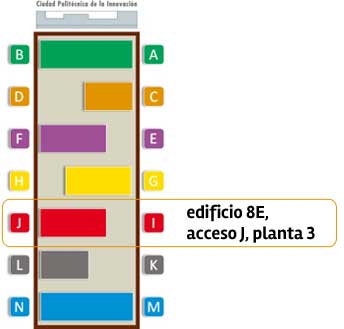 Ciudad Politécnica de la Innovación
B A
D C
F E
H G
J I
edificio 8E,
acceso J, planta 3
L K
N M